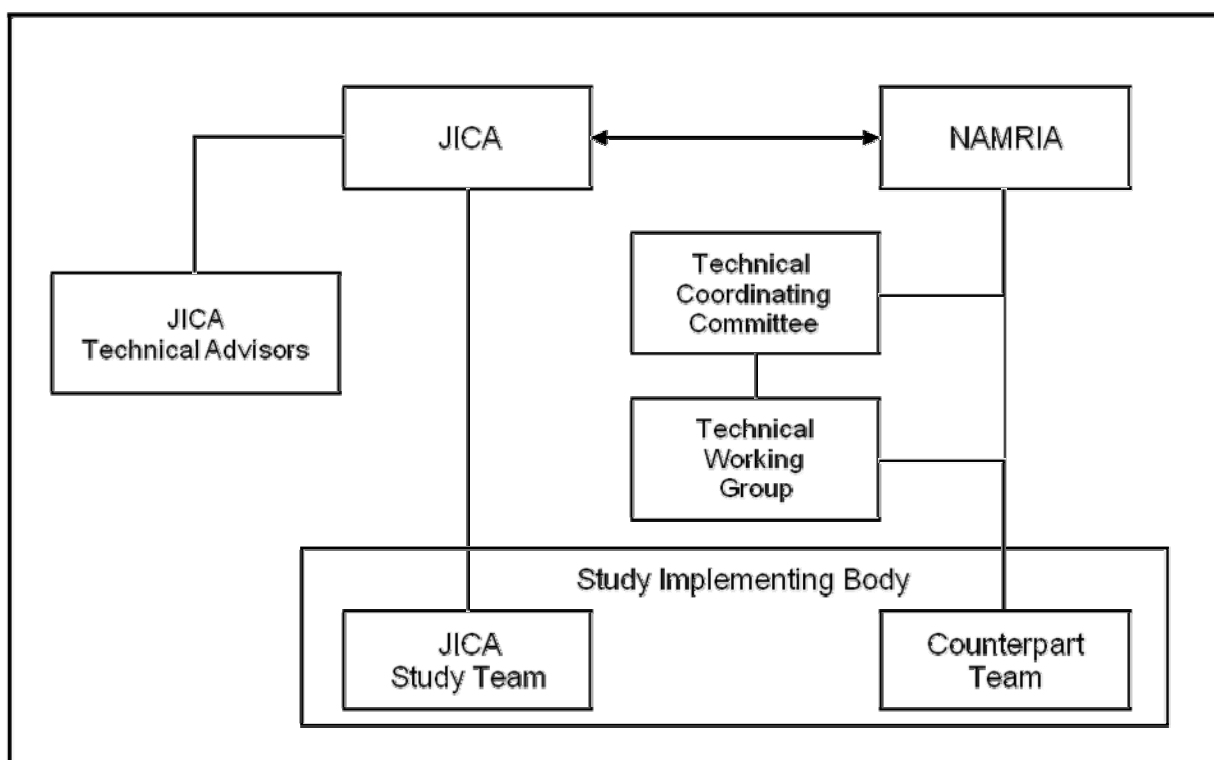 JICA
NAMRIA
Technical
Coordinating
Committee
JICA
Technical Advisors
Technical
Working
Group
Study Implementing Body
JICA
Study Team
Counterpart
Team